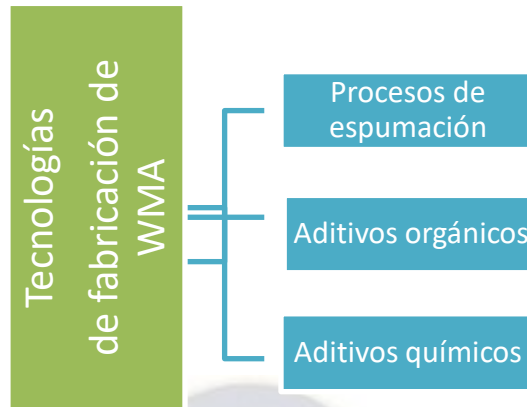 Tecnologías
de fabricación de
WMA
Procesos de
espumación
Aditivos orgánicos
Aditivos químicos